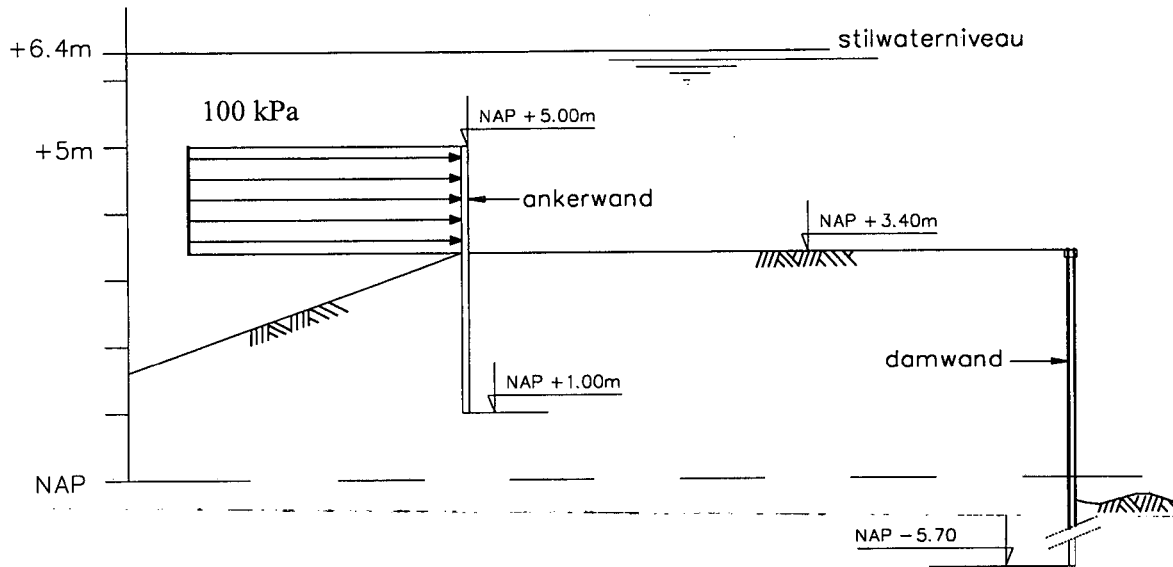 +6.4m
stilwaterniveau
100 kPa
NAP +5.00m
+5m
ankerwand
NAP +3.40m
damwand
NAP +1.00m
NAP
NAP -5.70